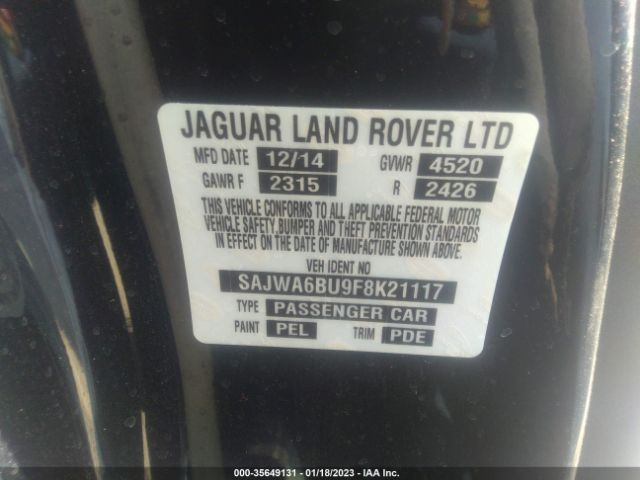 JAGUAR LAND ROVER LTD
MFD DATE 12/14 GVWR 4520
GAWR F 2315 R 2426
THIS VEHICLE CONFORMS TO ALL APPLICABLE FEDERAL MOTOR
VEHICLE SAFETY,BUMPER AND THEFT PREVENTION STANDARDS
IN EFFECT ON THE DATE OF MANUFACTURE SHOWN ABOVE.
VEH IDENT NO
SAJWA6BU9F8K21117
TYPE PASSENGER CAR
PAINT PEL TRIM PDE
000-35649131 - 01/18/2023 - IAA Inc.